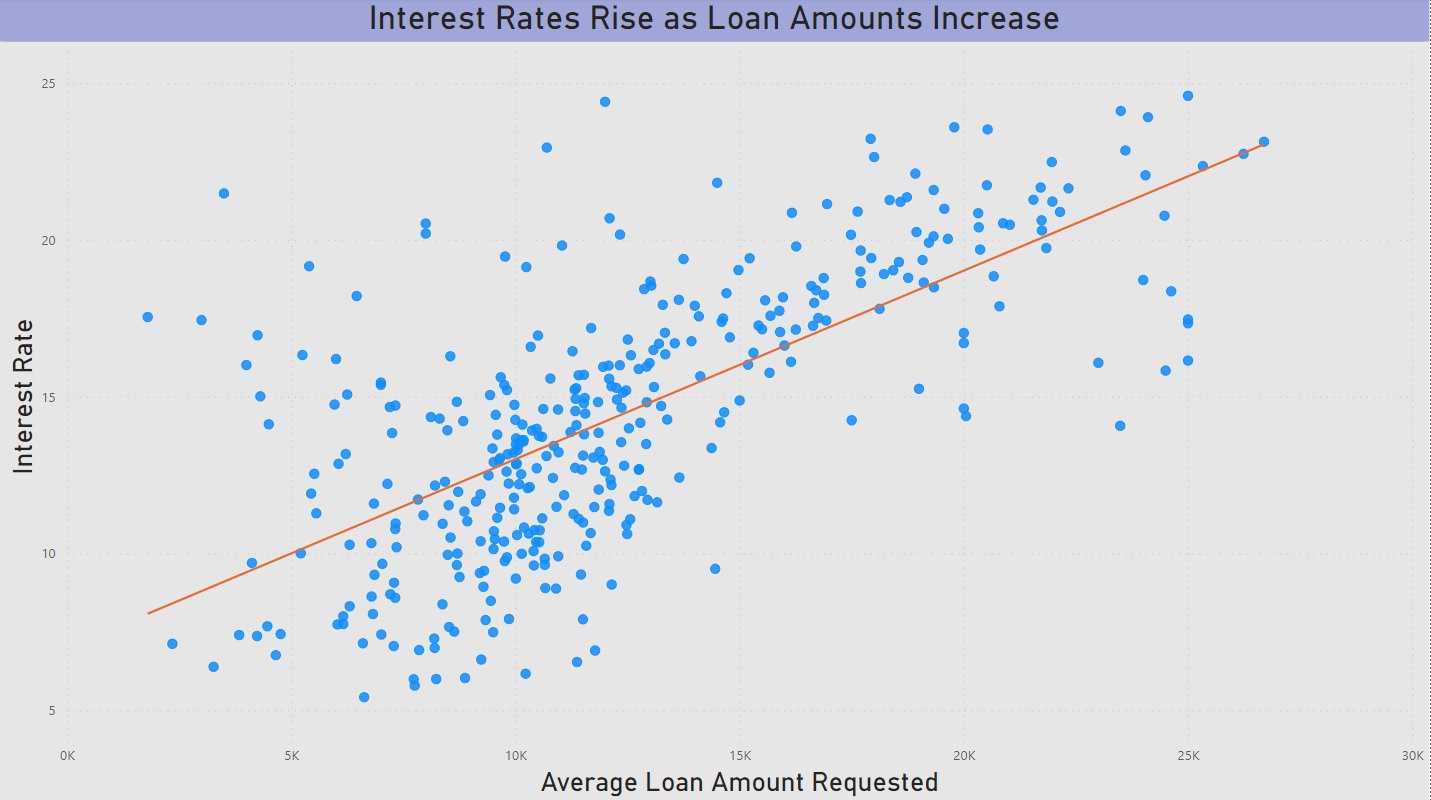 Interest Rates Rise as Loan Amounts Increase
25
20
15
10
5
Interest Rate
0K 5K 10K 15K 20K 25K 30K
Average Loan Amount Requested